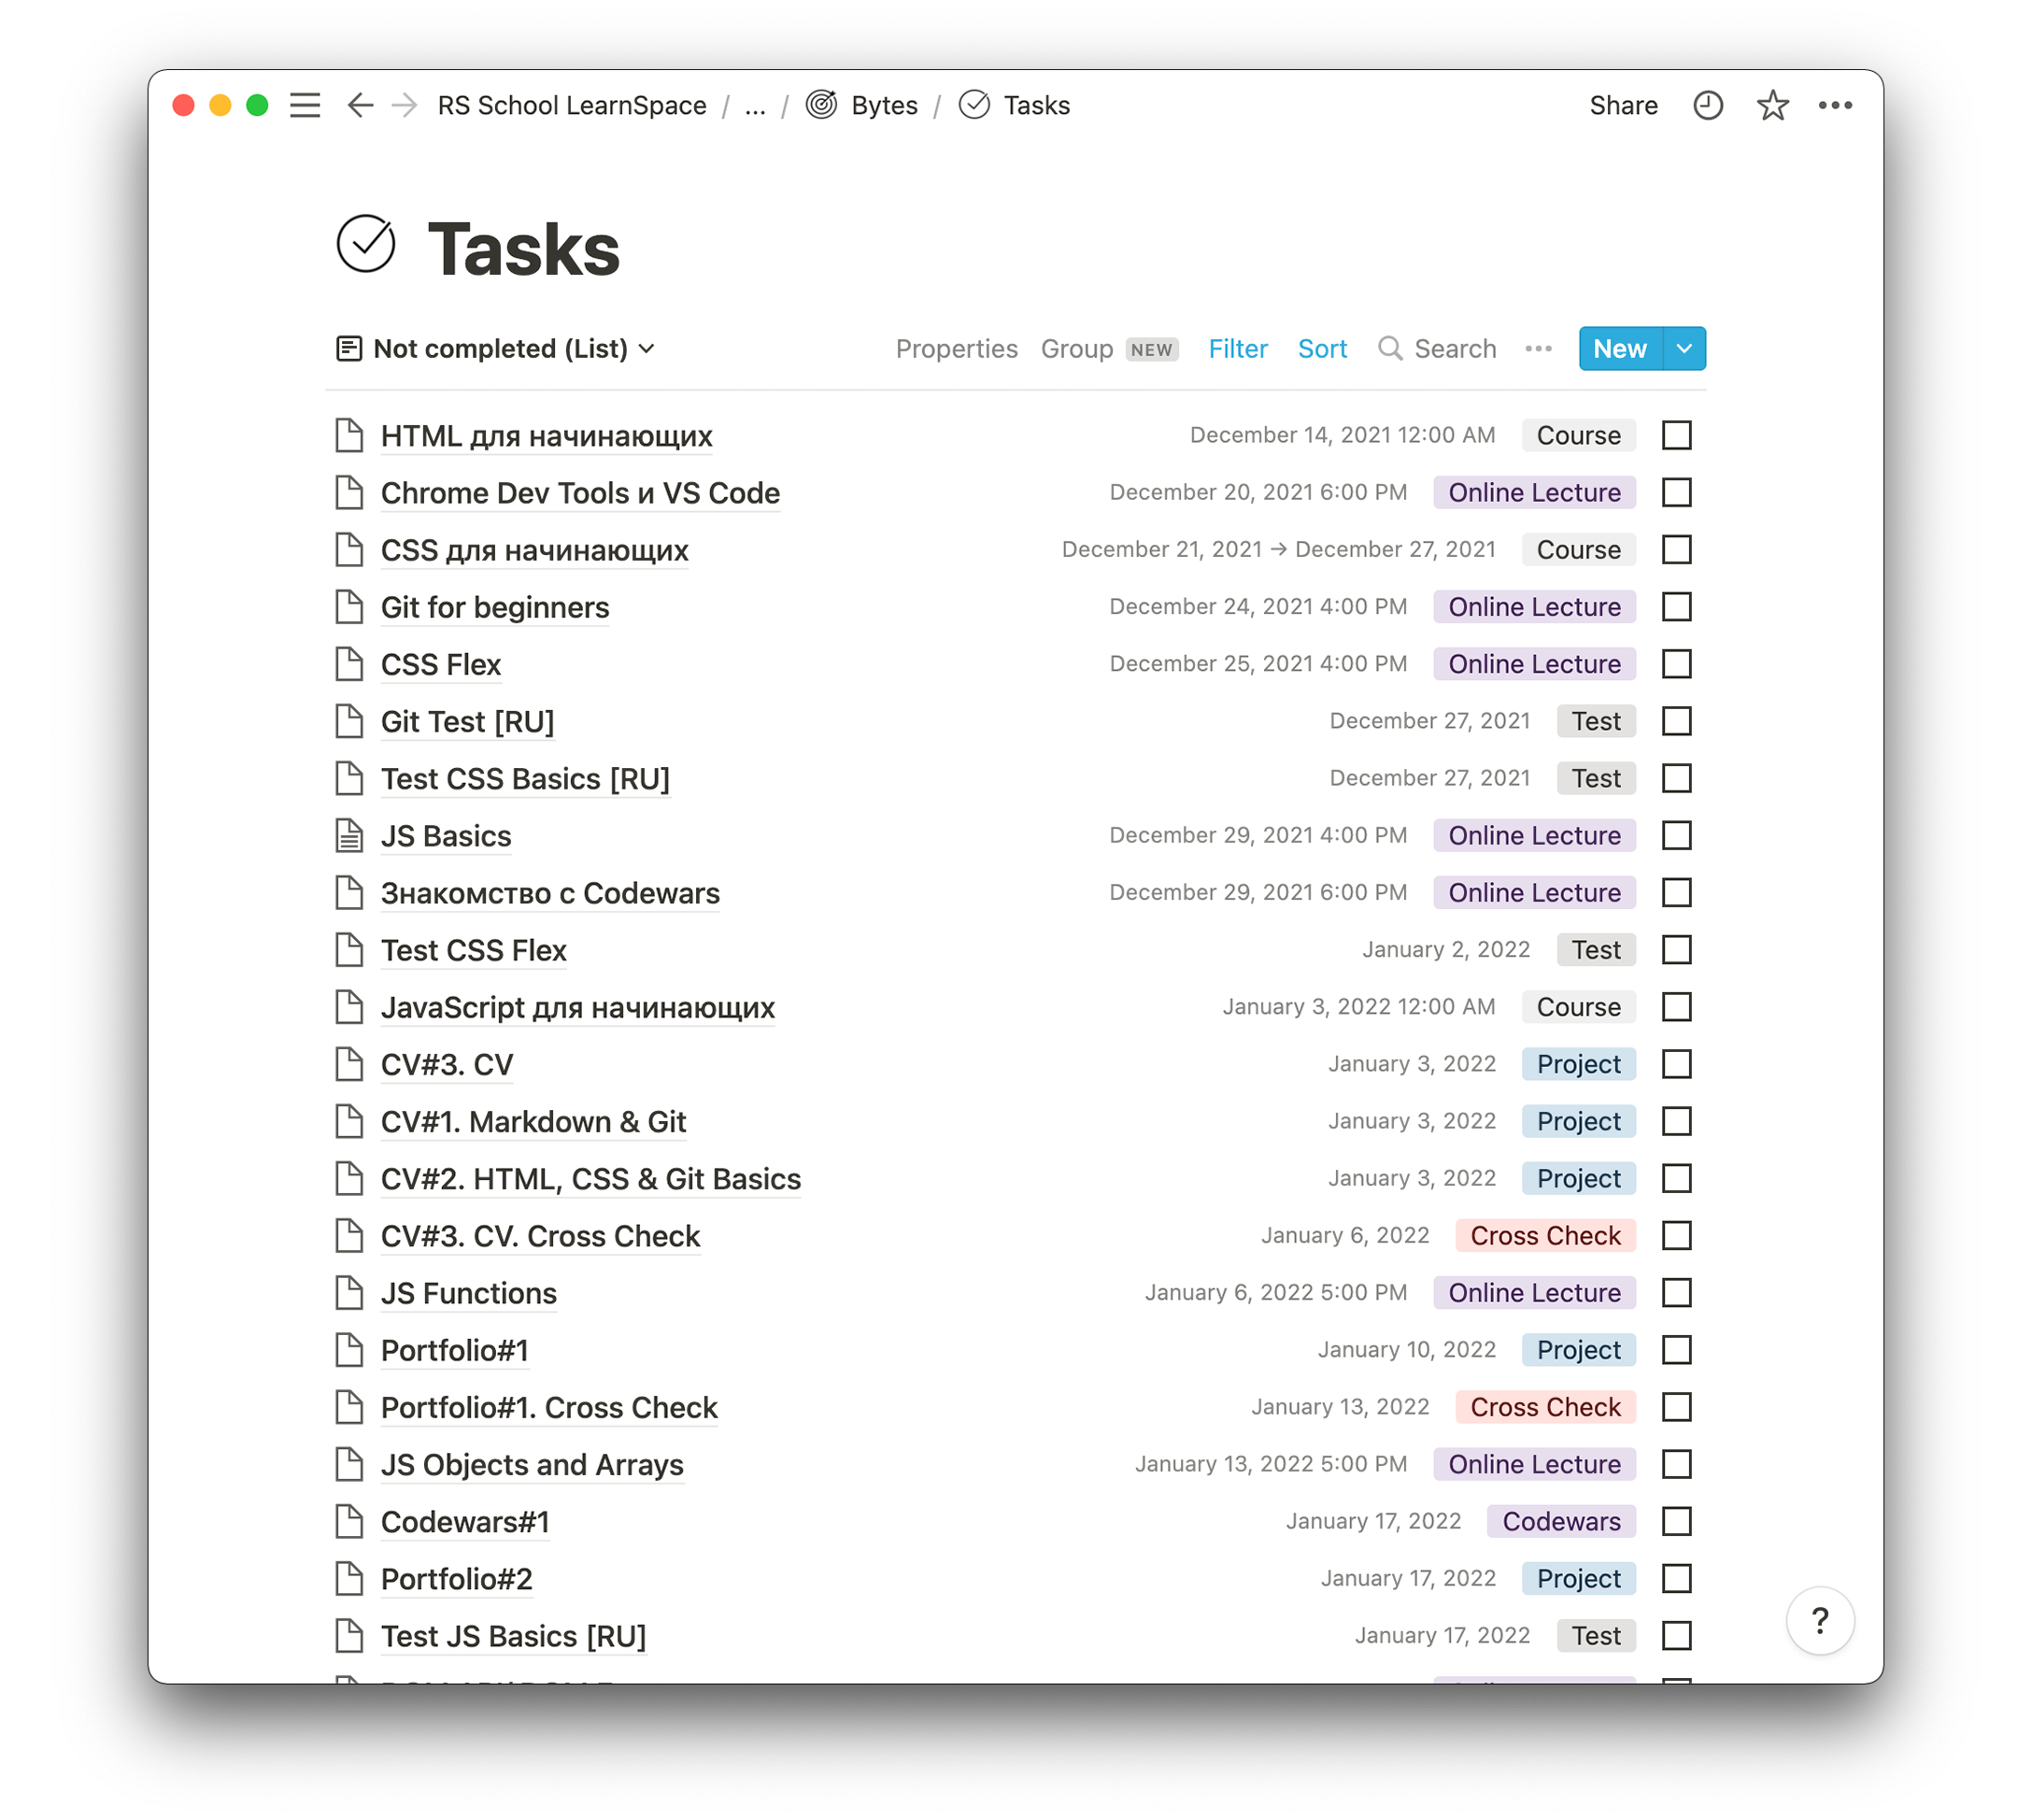 RS School LearnSpace / ... / Bytes / Tasks Share
Tasks
Not completed (List) Properties Group NEW Filter Sort Search New
HTML для начинающих December 14, 2021 12:00 AM Course
Chrome Dev Tools и VS Code December 20, 2021 6:00 PM Online Lecture
CSS для начинающих December 21, 2021 → December 27, 2021 Course
Git for beginners December 24, 2021 4:00 PM Online Lecture
CSS Flex December 25, 2021 4:00 PM Online Lecture
Git Test [RU] December 27, 2021 Test
Test CSS Basics [RU] December 27, 2021 Test
JS Basics December 29, 2021 4:00 PM Online Lecture
Знакомство с Codewars December 29, 2021 6:00 PM Online Lecture
Test CSS Flex January 2, 2022 Test
JavaScript для начинающих January 3, 2022 12:00 AM Course
CV#3. CV January 3, 2022 Project
CV#1. Markdown & Git January 3, 2022 Project
CV#2. HTML, CSS & Git Basics January 3, 2022 Project
CV#3. CV. Cross Check January 6, 2022 Cross Check
JS Functions January 6, 2022 5:00 PM Online Lecture
Portfolio#1 January 10, 2022 Project
Portfolio#1. Cross Check January 13, 2022 Cross Check
JS Objects and Arrays January 13, 2022 5:00 PM Online Lecture
Codewars#1 January 17, 2022 Codewars
Portfolio#2 January 17, 2022 Project
Test JS Basics [RU] January 17, 2022 Test
?